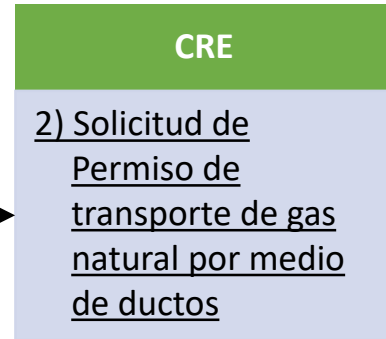 CRE
2) Solicitud de
Permiso de
transporte de gas
natural por medio
de ductos